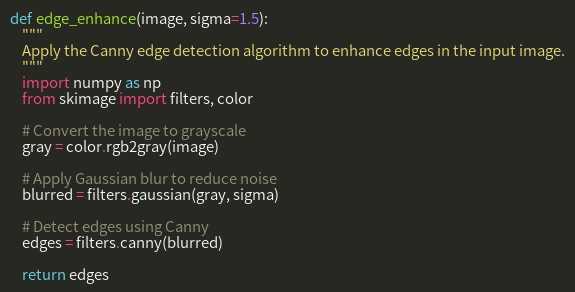 def edge_enhance(image, sigma=1.5):
    """
    Apply the Canny edge detection algorithm to enhance edges in the input image.
    """
    import numpy as np
    from skimage import filters, color

    # Convert the image to grayscale
    gray = color.rgb2gray(image)

    # Apply Gaussian blur to reduce noise
    blurred = filters.gaussian(gray, sigma)

    # Detect edges using Canny
    edges = filters.canny(blurred)

    return edges